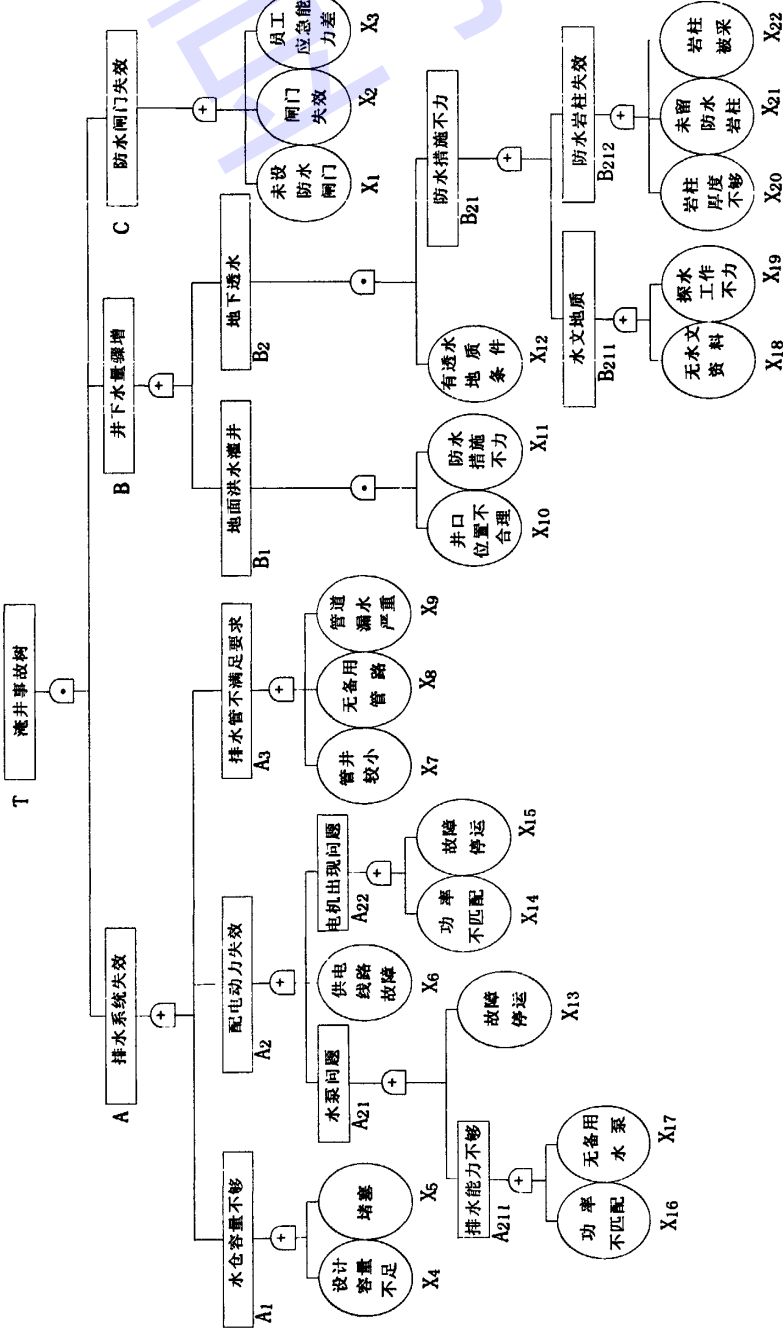 T
淹井事故树
A
排水系统失效
B
井下水量骤增
C
防水闸门失效
A1
水仓容量不够
A2
配电动力失效
A3
排水管不满足要求
B1
地面洪水灌井
B2
地下透水
未设
防水
闸门
X1
闸门
失效
X2
员工
应急能
力差
X3
设计
容量
不足
X4
堵塞
X5
A21
水泵问题
供电
线路
故障
X6
A22
电机出现问题
管井
较小
X7
无备用
管路
X8
管道
漏水
严重
X9
井口
位置不
合理
X10
防水
措施
不力
X11
有透水
地质
条件
X12
B21
防水措施不力
A211
排水能力不够
故障
停运
X13
功率
不匹配
X14
故障
停运
X15
B211
水文地质
B212
防水岩柱失效
功率
不匹配
X16
无备用
水泵
X17
无水文
资料
X18
探水
工作
不力
X19
岩柱
厚度
不够
X20
未留
防水
岩柱
X21
岩柱
被采
X22